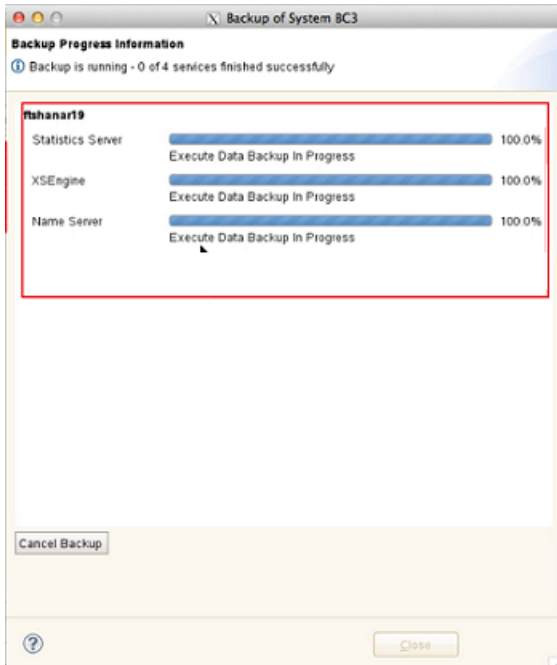 Backup of System BC3
Backup Progress Information
Backup is running - 0 of 4 services finished successfully
ftshanar19
Statistics Server 100.0%
Execute Data Backup In Progress
XSEngine 100.0%
Execute Data Backup In Progress
Name Server 100.0%
Execute Data Backup In Progress
Cancel Backup
Close